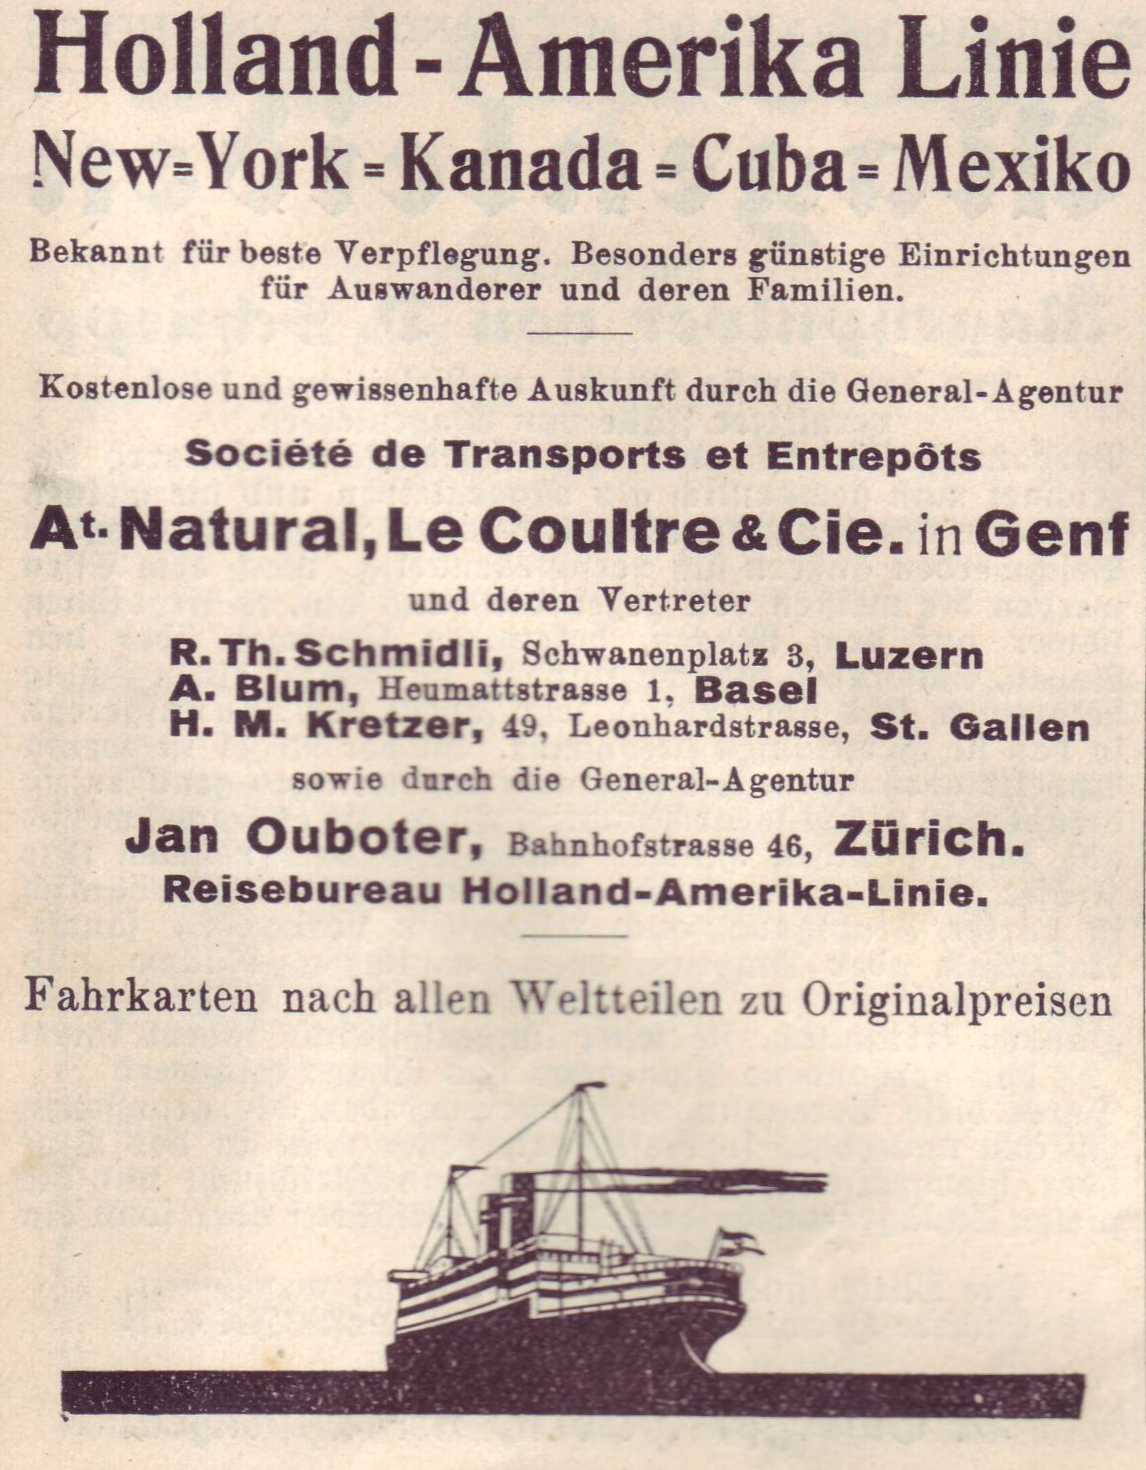 Holland-Amerika Linie
New=York=Kanada=Cuba=Mexiko
Bekannt für beste Verpflegung. Besonders günstige Einrichtungen
für Auswanderer und deren Familien.
Kostenlose und gewissenhafte Auskunft durch die General-Agentur
Société de Transports et Entrepôts
At. Natural, Le Coultre & Cie. in Genf
und deren Vertreter
R. Th. Schmidli, Schwanenplatz 3, Luzern
A. Blum, Heumattstrasse 1, Basel
H. M. Kretzer, 49, Leonhardstrasse, St. Gallen
sowie durch die General-Agentur
Jan Ouboter, Bahnhofstrasse 46, Zürich.
Reisebureau Holland-Amerika-Linie.
Fahrkarten nach allen Weltteilen zu Originalpreisen